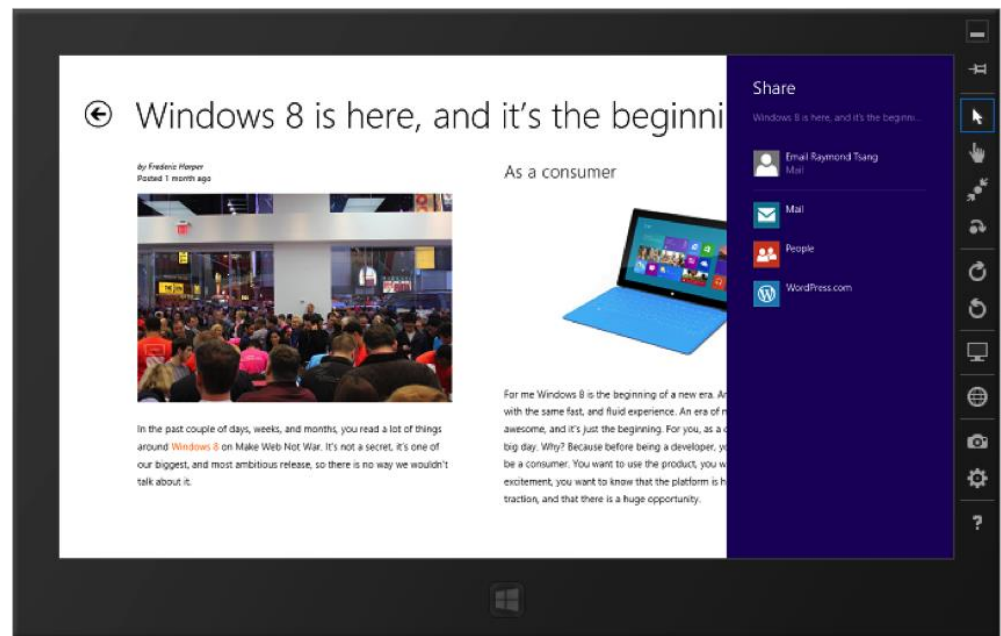 Windows 8 is here, and it's the beginni
by Frederic Harper
Posted 1 month ago
In the past couple of days, weeks, and months, you read a lot of things
around Windows 8 on Make Web Not War. It's not a secret, it's one of
our biggest, and most ambitious release, so there is no way we wouldn't
talk about it.
As a consumer
For me Windows 8 is the beginning of a new era. An
with the same fast, and fluid experience. An era of
awesome, and it's just the beginning. For you, as a
big day. Why? Because before being a developer,
be a consumer. You want to use the product, you
excitement, you want to know that the platform is
traction, and that there is a huge opportunity.
Share
Windows 8 is here, and it's the beginni...
Email Raymond Tsang
Mail
Mail
People
WordPress.com